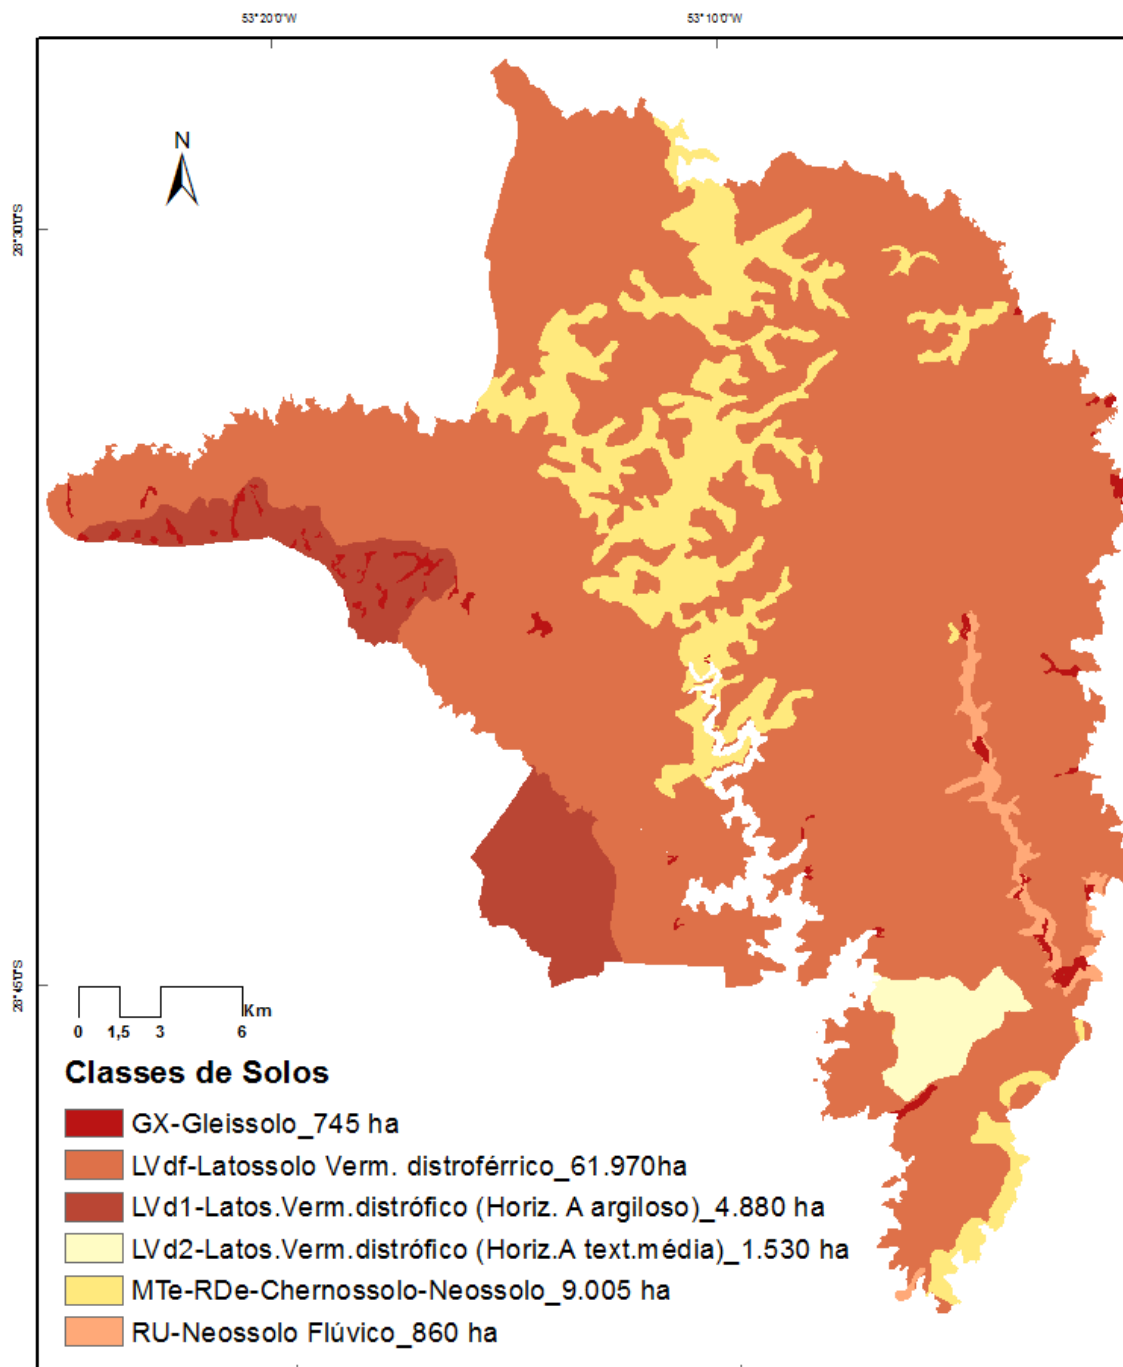 53°20'0"W
53°10'0"W
N
28°30'0"S
28°45'0"S
Km
0 1,5 3 6
Classes de Solos
GX-Gleissolo_745 ha
LVdf-Latossolo Verm. distroférrico_61.970ha
LVd1-Latos.Verm.distrófico (Horiz. A argiloso)_4.880 ha
LVd2-Latos.Verm.distrófico (Horiz.A text.média)_1.530 ha
MTe-RDe-Chernossolo-Neossolo_9.005 ha
RU-Neossolo Flúvico_860 ha